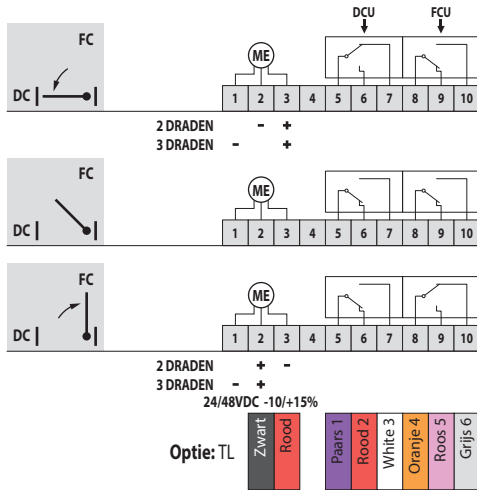 DCU FCU
FC
ME
DC
1 2 3 4 5 6 7 8 9 10
2 DRADEN - +
3 DRADEN - +
FC
ME
DC
1 2 3 4 5 6 7 8 9 10
FC
ME
DC
1 2 3 4 5 6 7 8 9 10
2 DRADEN + -
3 DRADEN - +
24/48VDC -10/+15%
Optie: TL Zwart Rood Paars 1 Rood 2 White 3 Oranje 4 Roos 5 Grijs 6